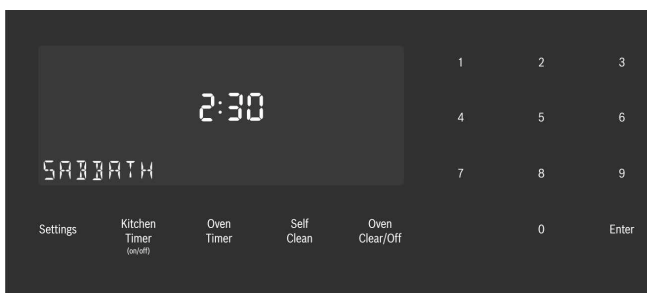 2:30
SABBATH
1 2 3
4 5 6
7 8 9
0 Enter
Settings
Kitchen
Timer
(on/off)
Oven
Timer
Self
Clean
Oven
Clear/Off